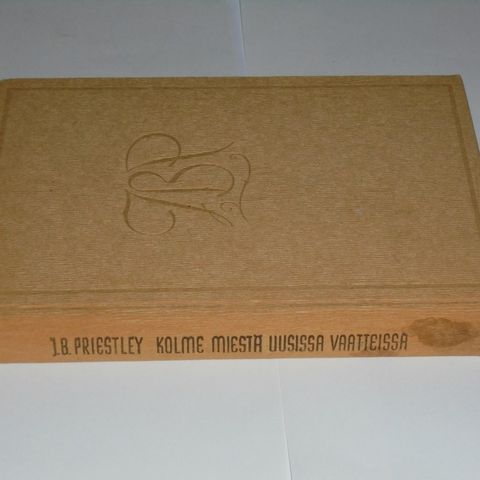 J.B. PRIESTLEY KOLME MIESTÄ UUSISSA VAATTEISSA